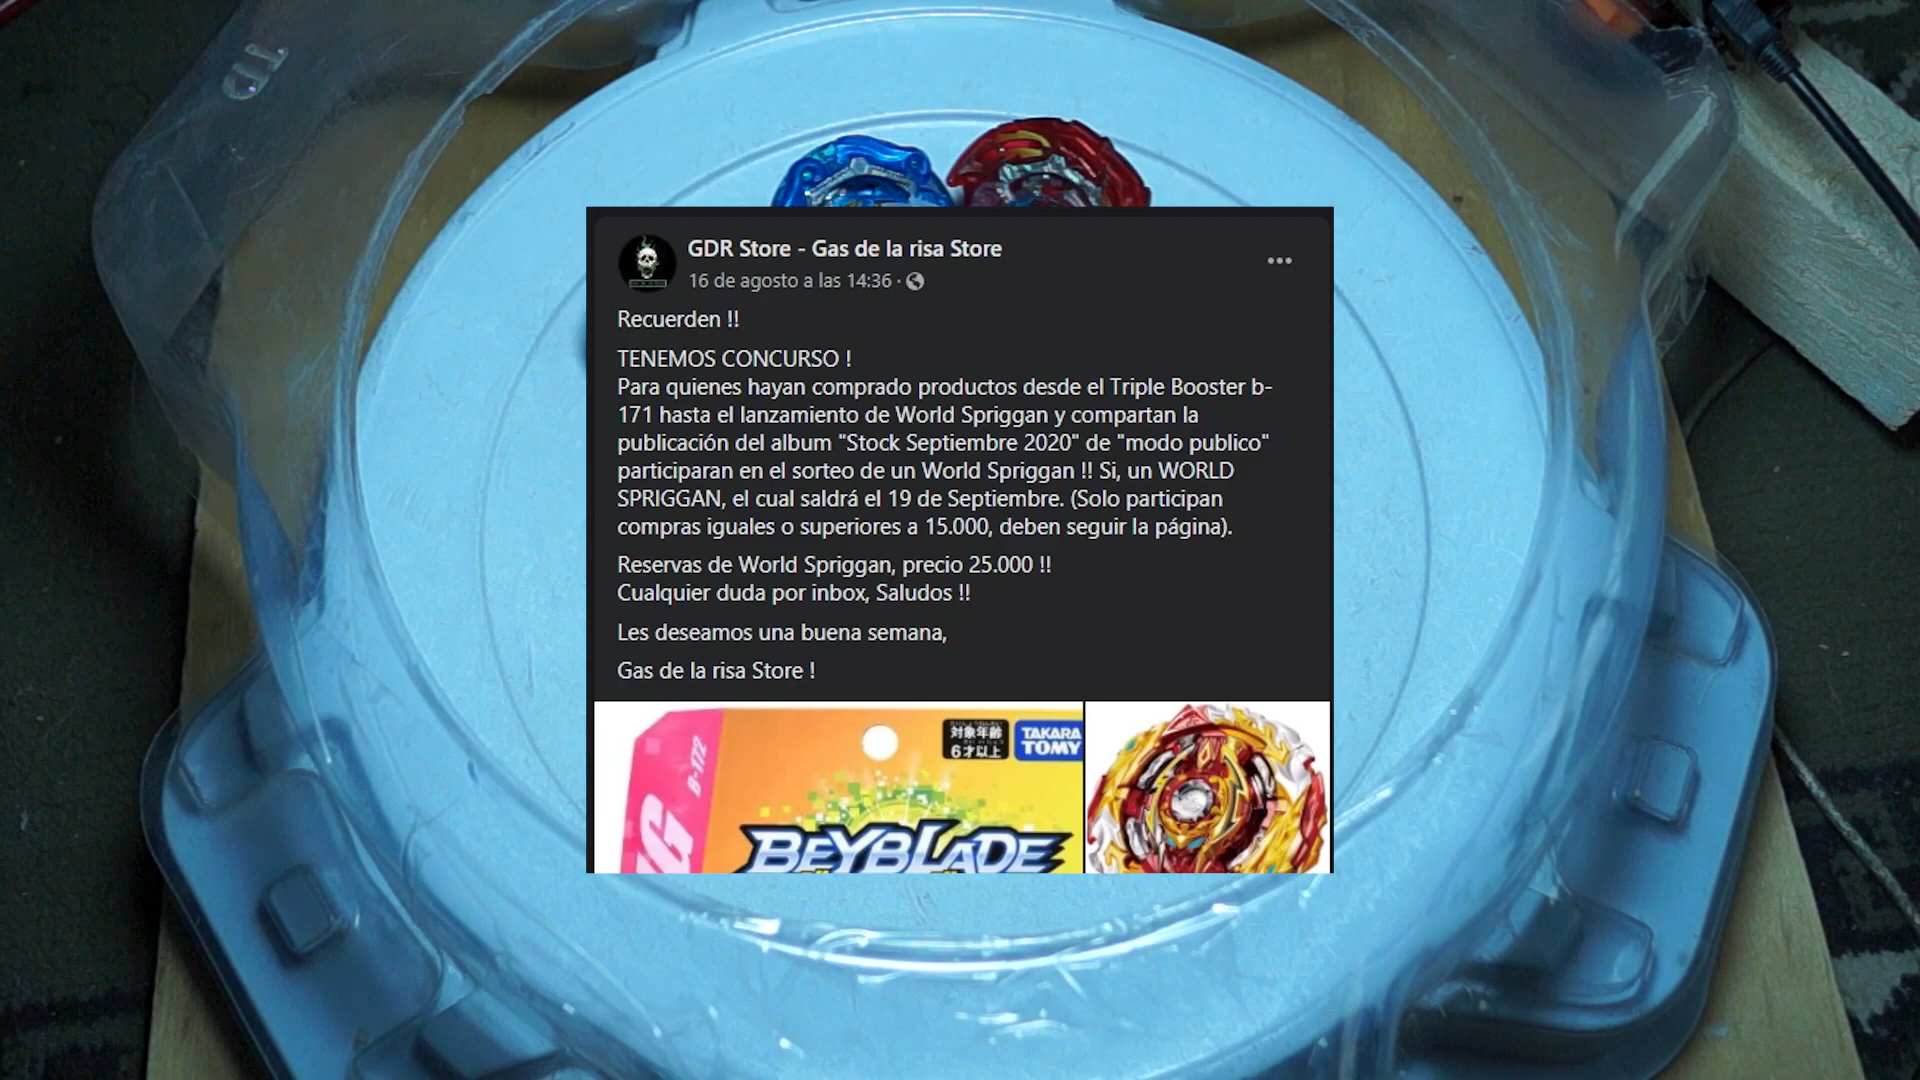 GDR Store - Gas de la risa Store
16 de agosto a las 14:36 ·
Recuerden !!
TENEMOS CONCURSO !
Para quienes hayan comprado productos desde el Triple Booster b-
171 hasta el lanzamiento de World Spriggan y compartan la
publicación del album "Stock Septiembre 2020" de "modo publico"
participaran en el sorteo de un World Spriggan !! Si, un WORLD
SPRIGGAN, el cual saldrá el 19 de Septiembre. (Solo participan
compras iguales o superiores a 15.000, deben seguir la página).
Reservas de World Spriggan, precio 25.000 !!
Cualquier duda por inbox, Saludos !!
Les deseamos una buena semana,
Gas de la risa Store !
B-172
対象年齢
6才以上
TAKARA
TOMY
BEYBLADE